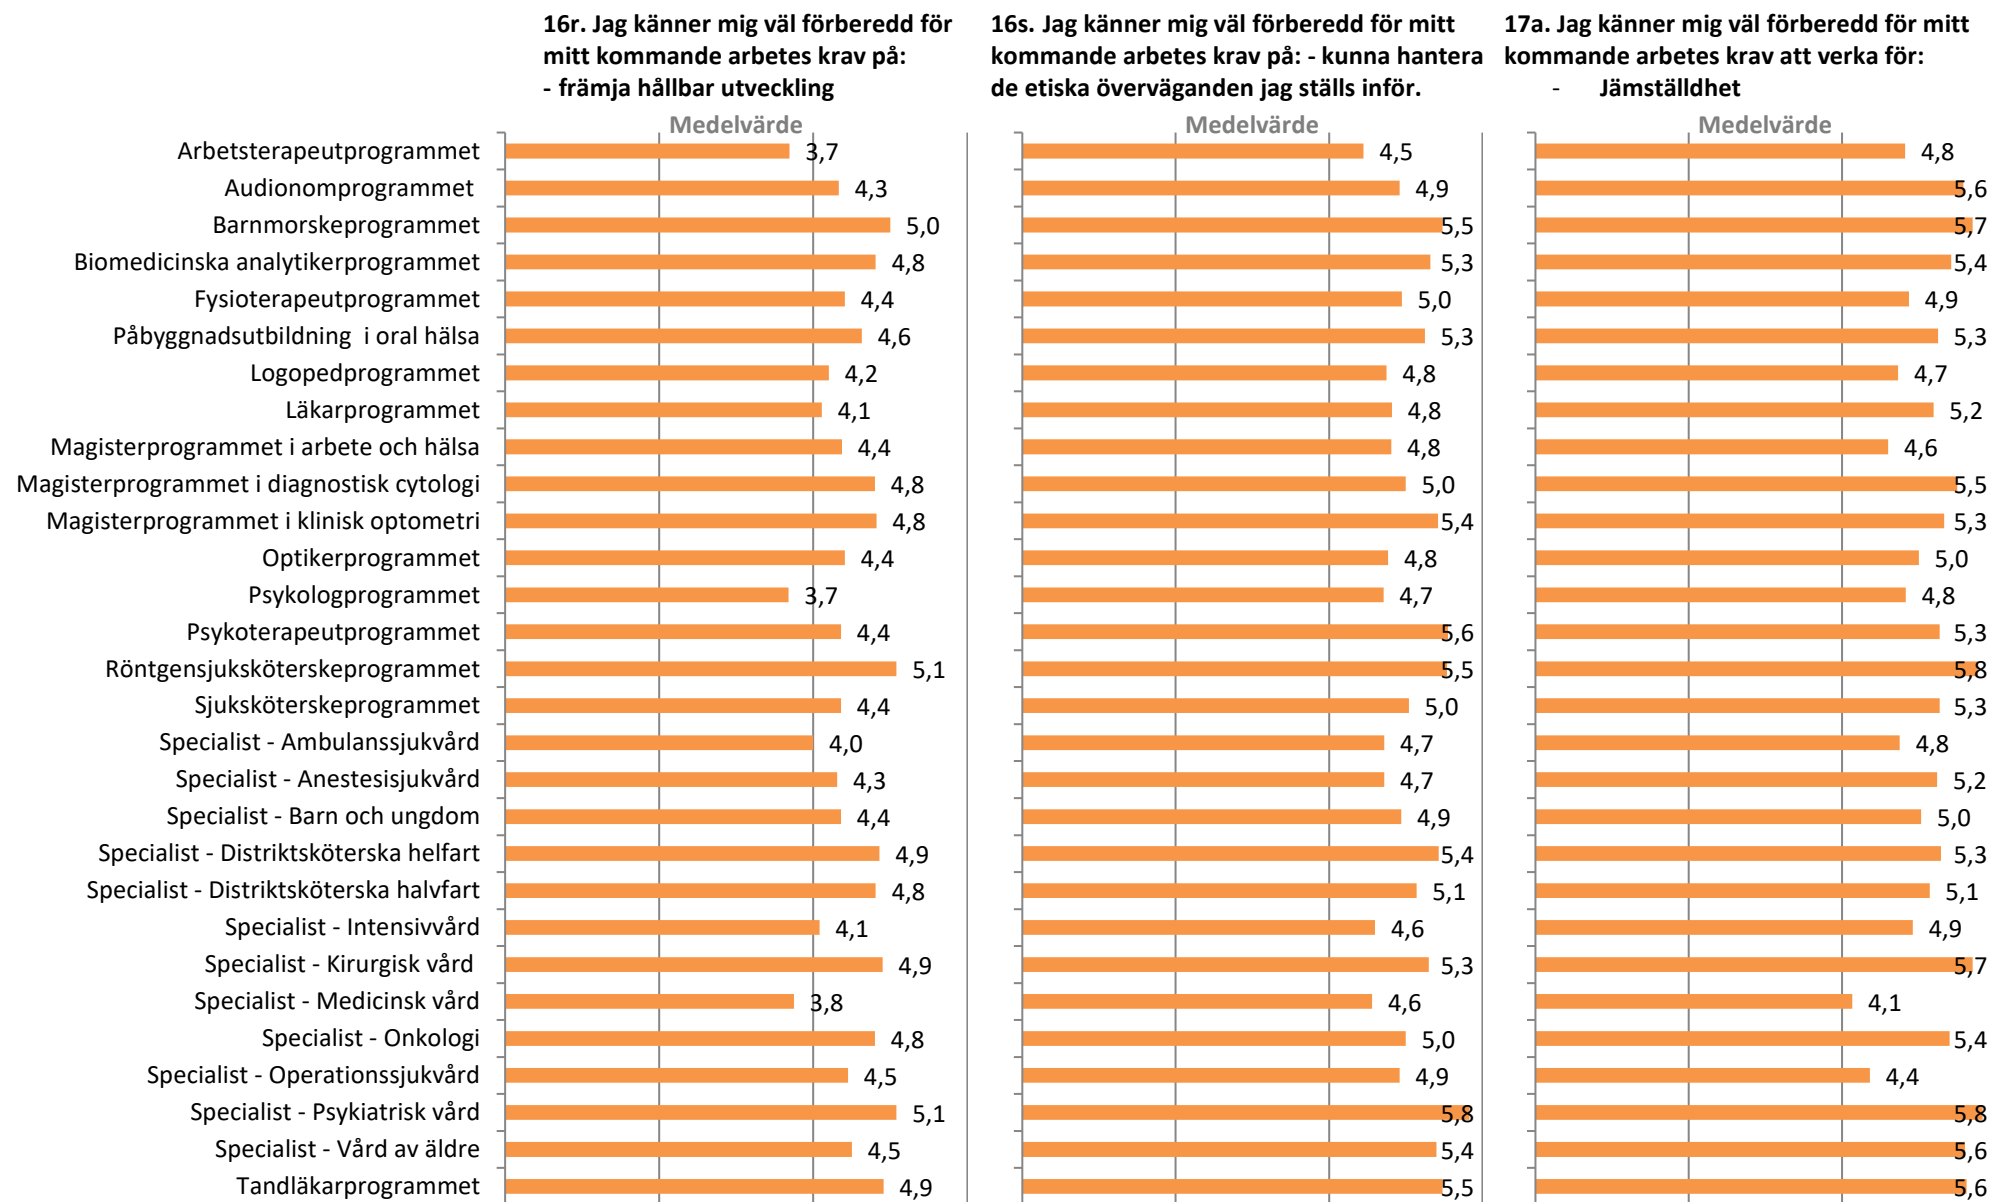 16r. Jag känner mig väl förberedd för
mitt kommande arbetes krav på:
- främja hållbar utveckling
16s. Jag känner mig väl förberedd för mitt
kommande arbetes krav på: - kunna hantera
de etiska överväganden jag ställs inför.
17a. Jag känner mig väl förberedd för mitt
kommande arbetes krav att verka för:
- Jämställdhet
Medelvärde Medelvärde Medelvärde
Arbetsterapeutprogrammet 3,7 4,5 4,8
Audionomprogrammet 4,3 4,9 5,6
Barnmorskeprogrammet 5,0 5,5 5,7
Biomedicinska analytikerprogrammet 4,8 5,3 5,4
Fysioterapeutprogrammet 4,4 5,0 4,9
Påbyggnadsutbildning i oral hälsa 4,6 5,3 5,3
Logopedprogrammet 4,2 4,8 4,7
Läkarprogrammet 4,1 4,8 5,2
Magisterprogrammet i arbete och hälsa 4,4 4,8 4,6
Magisterprogrammet i diagnostisk cytologi 4,8 5,0 5,5
Magisterprogrammet i klinisk optometri 4,8 5,4 5,3
Optikerprogrammet 4,4 4,8 5,0
Psykologprogrammet 3,7 4,7 4,8
Psykoterapeutprogrammet 4,4 5,6 5,3
Röntgensjuksköterskeprogrammet 5,1 5,5 5,8
Sjuksköterskeprogrammet 4,4 5,0 5,3
Specialist - Ambulanssjukvård 4,0 4,7 4,8
Specialist - Anestesisjukvård 4,3 4,7 5,2
Specialist - Barn och ungdom 4,4 4,9 5,0
Specialist - Distriktsköterska helfart 4,9 5,4 5,3
Specialist - Distriktsköterska halvfart 4,8 5,1 5,1
Specialist - Intensivvård 4,1 4,6 4,9
Specialist - Kirurgisk vård 4,9 5,3 5,7
Specialist - Medicinsk vård 3,8 4,6 4,1
Specialist - Onkologi 4,8 5,0 5,4
Specialist - Operationssjukvård 4,5 4,9 4,4
Specialist - Psykiatrisk vård 5,1 5,8 5,8
Specialist - Vård av äldre 4,5 5,4 5,6
Tandläkarprogrammet 4,9 5,5 5,6